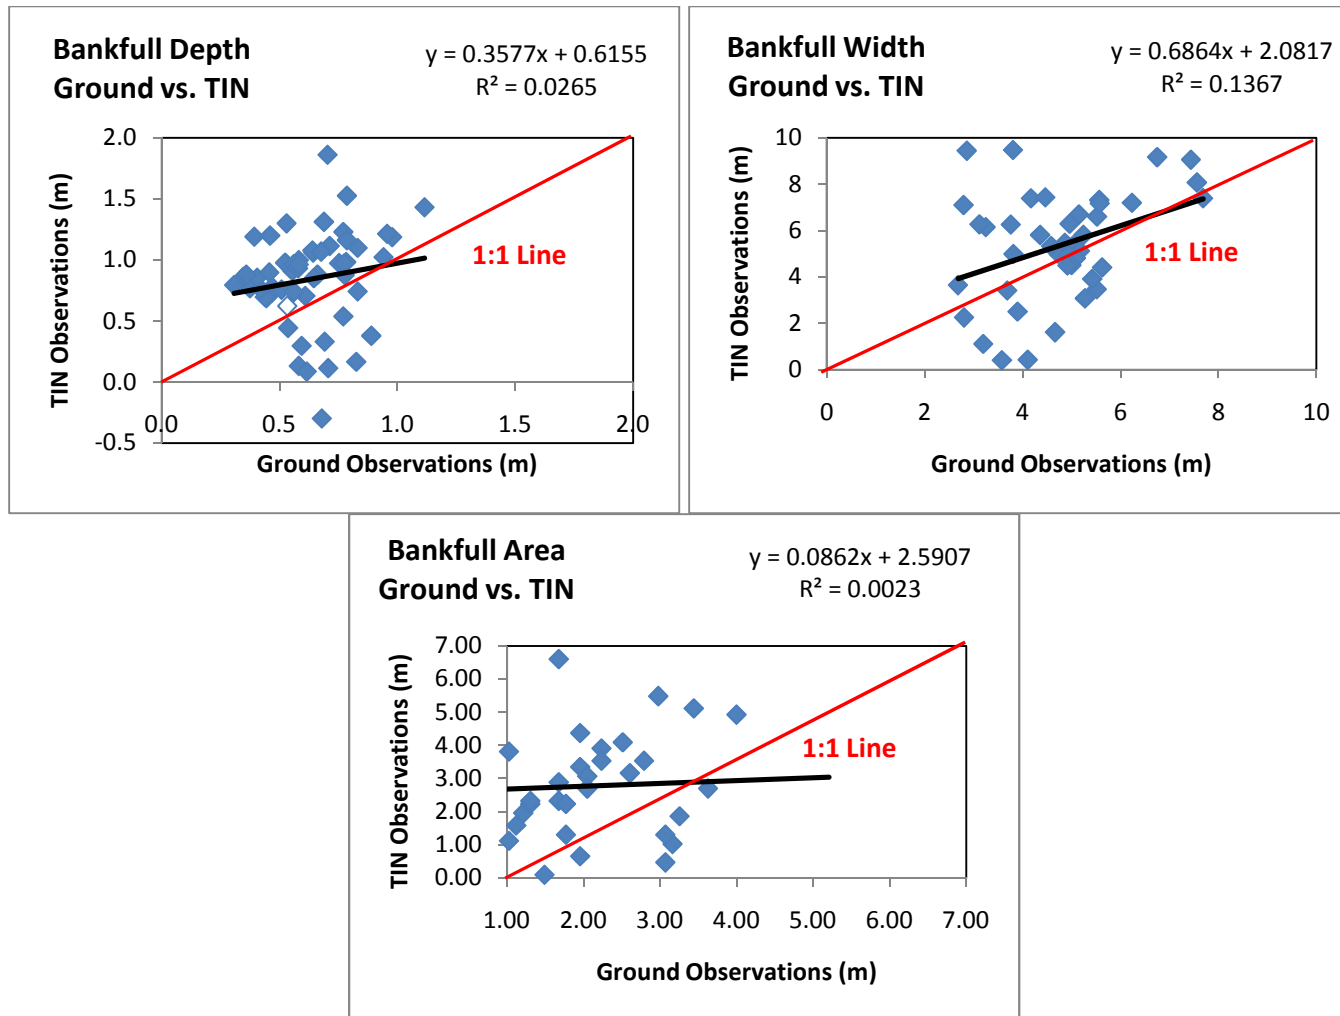 Bankfull Depth
Ground vs. TIN
y = 0.3577x + 0.6155
R² = 0.0265
2.0
1.5
1.0
0.5
0.0
-0.5
TIN Observations (m)
1:1 Line
0.0
0.5
1.0
1.5
2.0
Ground Observations (m)
Bankfull Width
Ground vs. TIN
y = 0.6864x + 2.0817
R² = 0.1367
10
8
6
4
2
0
TIN Observations (m)
1:1 Line
0
2
4
6
8
10
Ground Observations (m)
Bankfull Area
Ground vs. TIN
y = 0.0862x + 2.5907
R² = 0.0023
7.00
6.00
5.00
4.00
3.00
2.00
1.00
0.00
TIN Observations (m)
1:1 Line
1.00
2.00
3.00
4.00
5.00
6.00
7.00
Ground Observations (m)